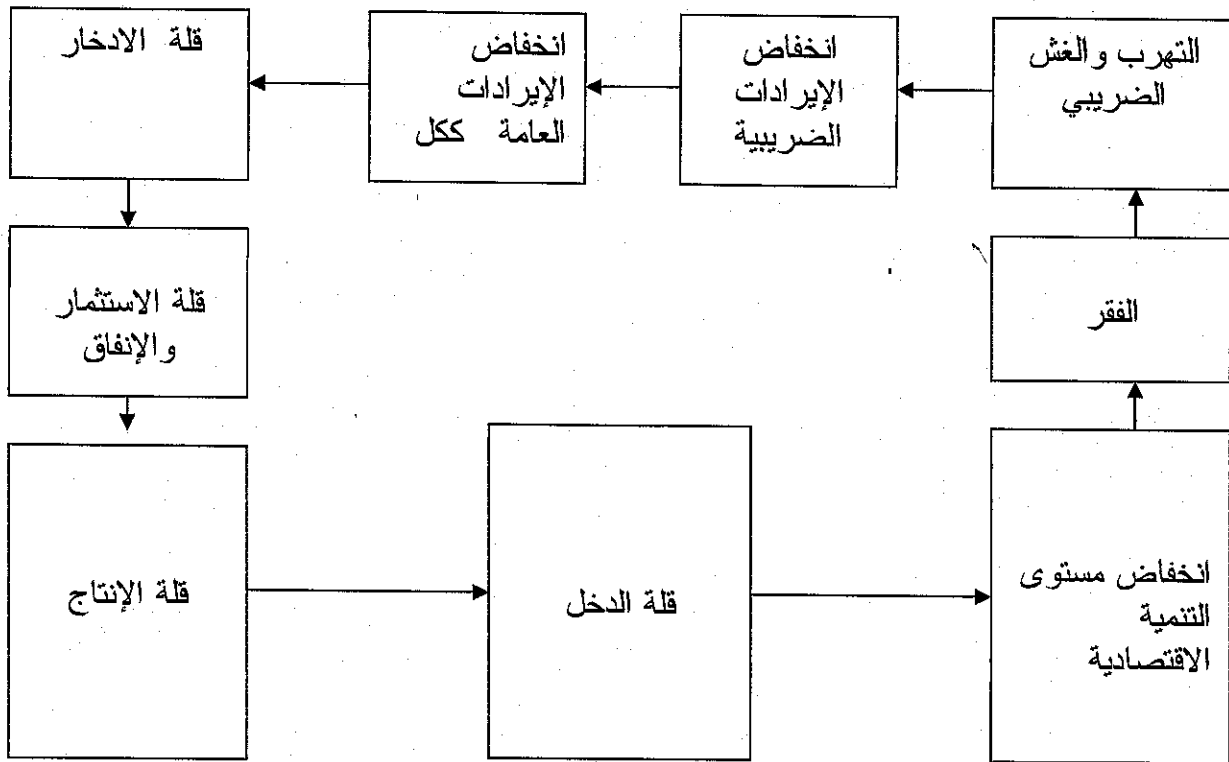 التهرب والغش
الضريبي
انخفاض
الإيرادات
الضريبية
انخفاض
الإيرادات
العامة ككل
قلة الادخار
قلة الاستثمار
والإنفاق
الفقر
قلة الإنتاج
قلة الدخل
انخفاض مستوى
التنمية
الاقتصادية